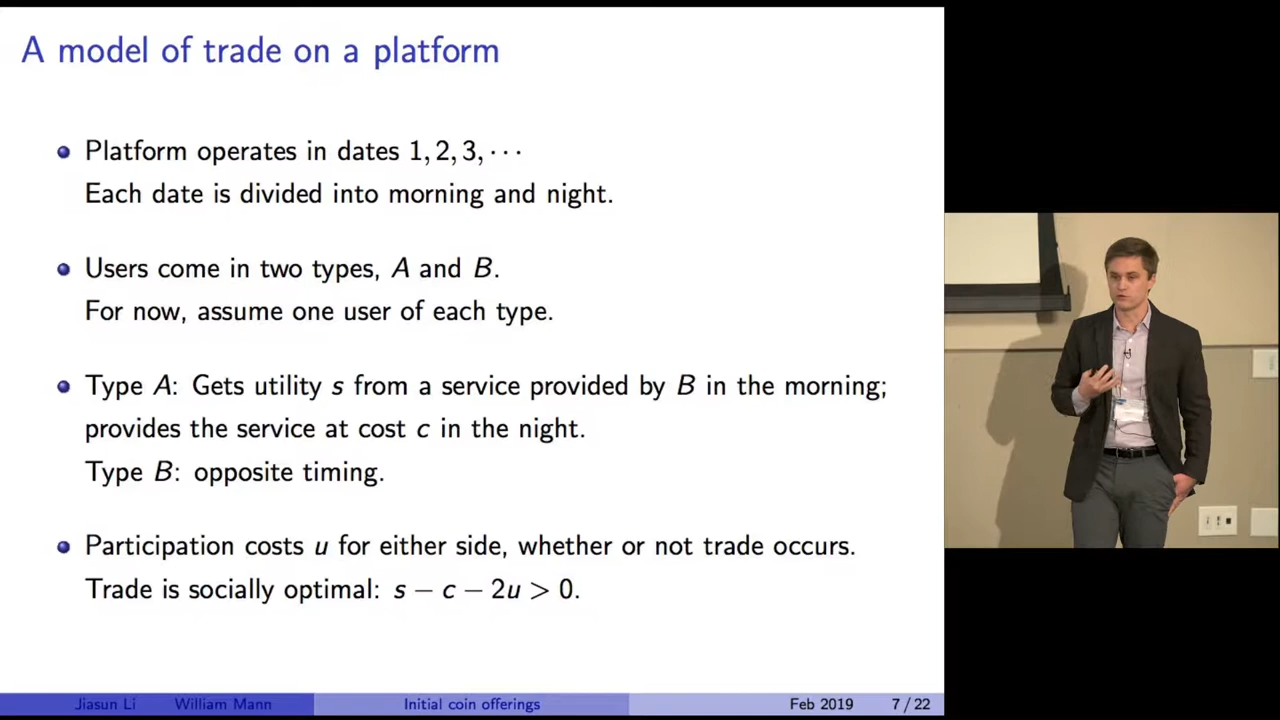 A model of trade on a platform
Platform operates in dates 1, 2, 3, · · ·
Each date is divided into morning and night.
Users come in two types, A and B.
For now, assume one user of each type.
Type A: Gets utility s from a service provided by B in the morning;
provides the service at cost c in the night.
Type B: opposite timing.
Participation costs u for either side, whether or not trade occurs.
Trade is socially optimal: s − c − 2u > 0.
Jiasun Li William Mann Initial coin offerings Feb 2019 7 / 22